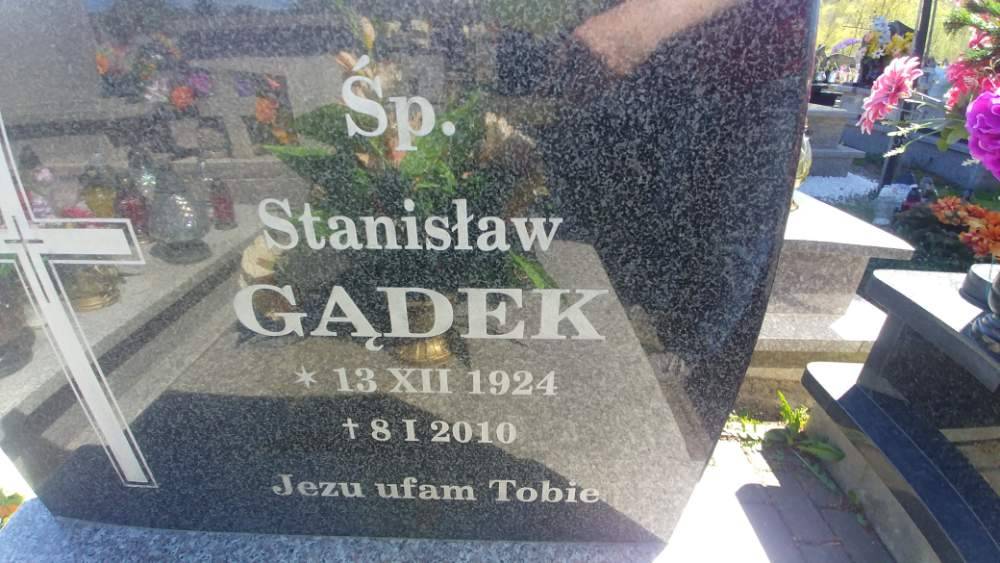 Śp.
Stanisław
GĄDEK
* 13 XII 1924
† 8 I 2010
Jezu ufam Tobie